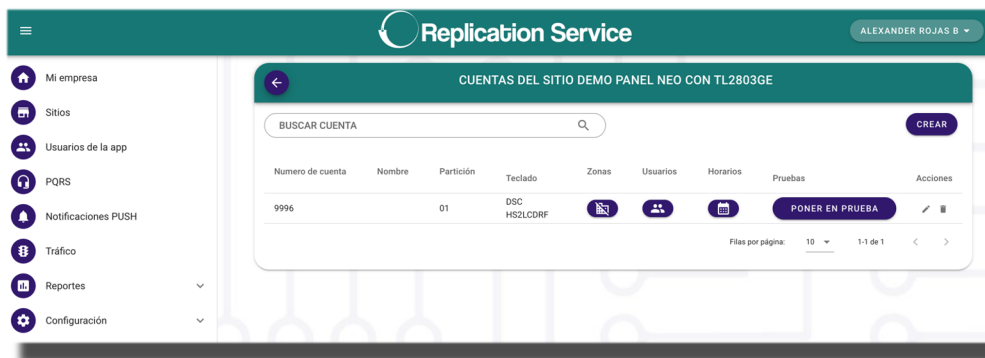 Replication Service
ALEXANDER ROJAS B
Mi empresa
Sitios
Usuarios de la app
PQRS
Notificaciones PUSH
Tráfico
Reportes
Configuración
CUENTAS DEL SITIO DEMO PANEL NEO CON TL2803GE
BUSCAR CUENTA
CREAR
Numero de cuenta Nombre Partición Teclado Zonas Usuarios Horarios Pruebas Acciones
9996 01 DSC HS2LCDRF PONER EN PRUEBA
Filas por página: 10 1-1 de 1